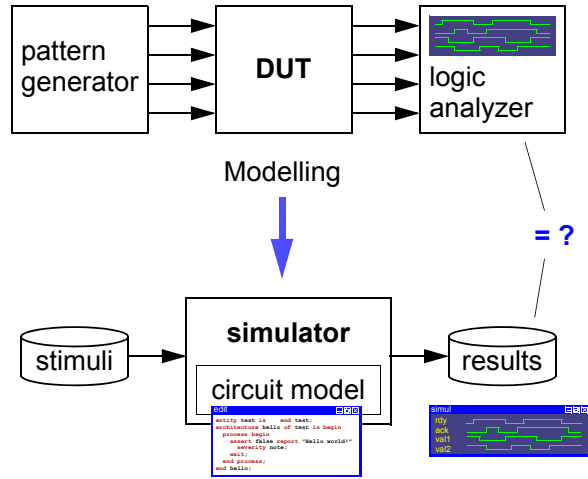 pattern
generator
DUT
logic
analyzer
Modelling
= ?
stimuli
simulator
circuit model
results
edit
entity test is end test;
architecture hello of test is begin
process begin
assert false report "Hello world!"
severity note;
wait;
end process;
end hello;
simul
rdy
ack
val1
val2